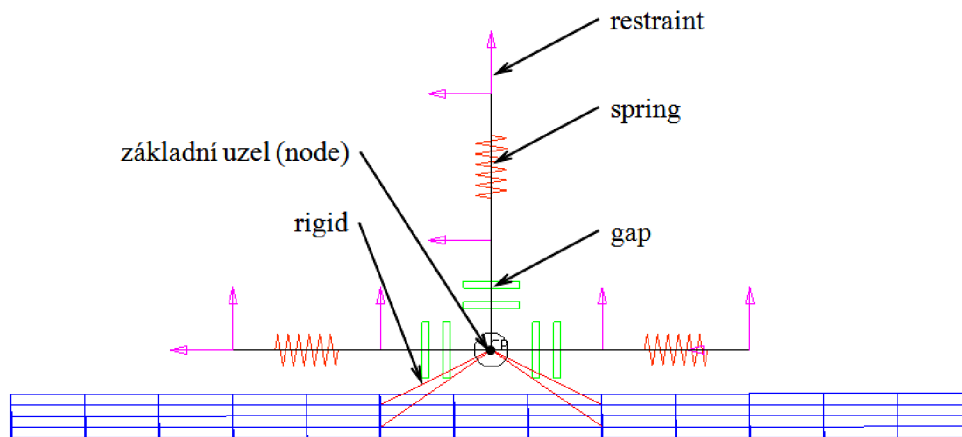 restraint
spring
základní uzel (node)
rigid
gap